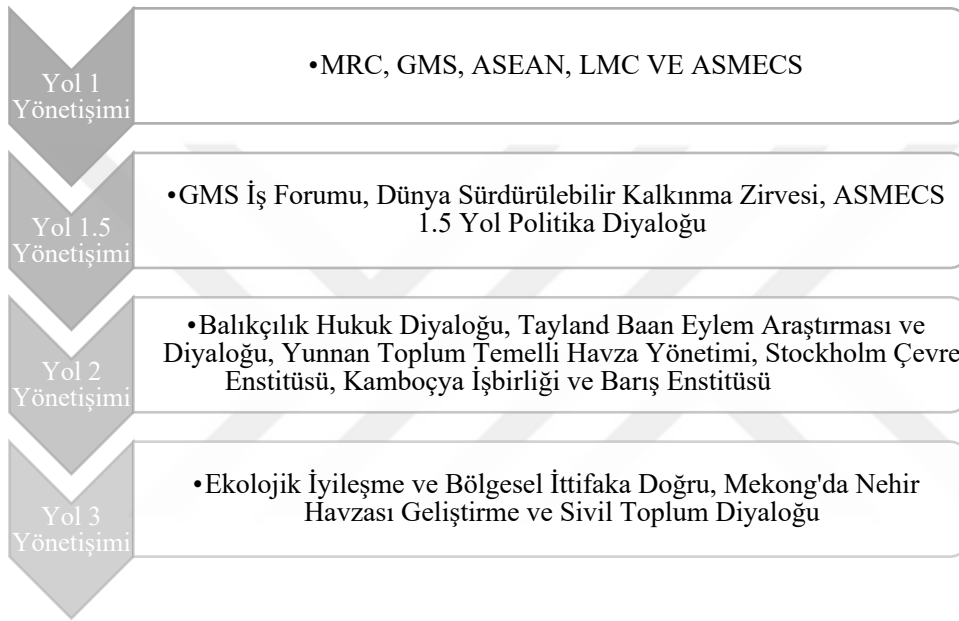 Yol 1
Yönetişimi
•MRC, GMS, ASEAN, LMC VE ASMECS
Yol 1.5
Yönetişimi
•GMS İş Forumu, Dünya Sürdürülebilir Kalkınma Zirvesi, ASMECS
1.5 Yol Politika Diyaloğu
Yol 2
Yönetişimi
•Balıkçılık Hukuk Diyaloğu, Tayland Baan Eylem Araştırması ve
Diyaloğu, Yunnan Toplum Temelli Havza Yönetimi, Stockholm Çevre
Enstitüsü, Kamboçya İşbirliği ve Barış Enstitüsü
Yol 3
Yönetişimi
•Ekolojik İyileşme ve Bölgesel İttifaka Doğru, Mekong'da Nehir
Havzası Geliştirme ve Sivil Toplum Diyaloğu